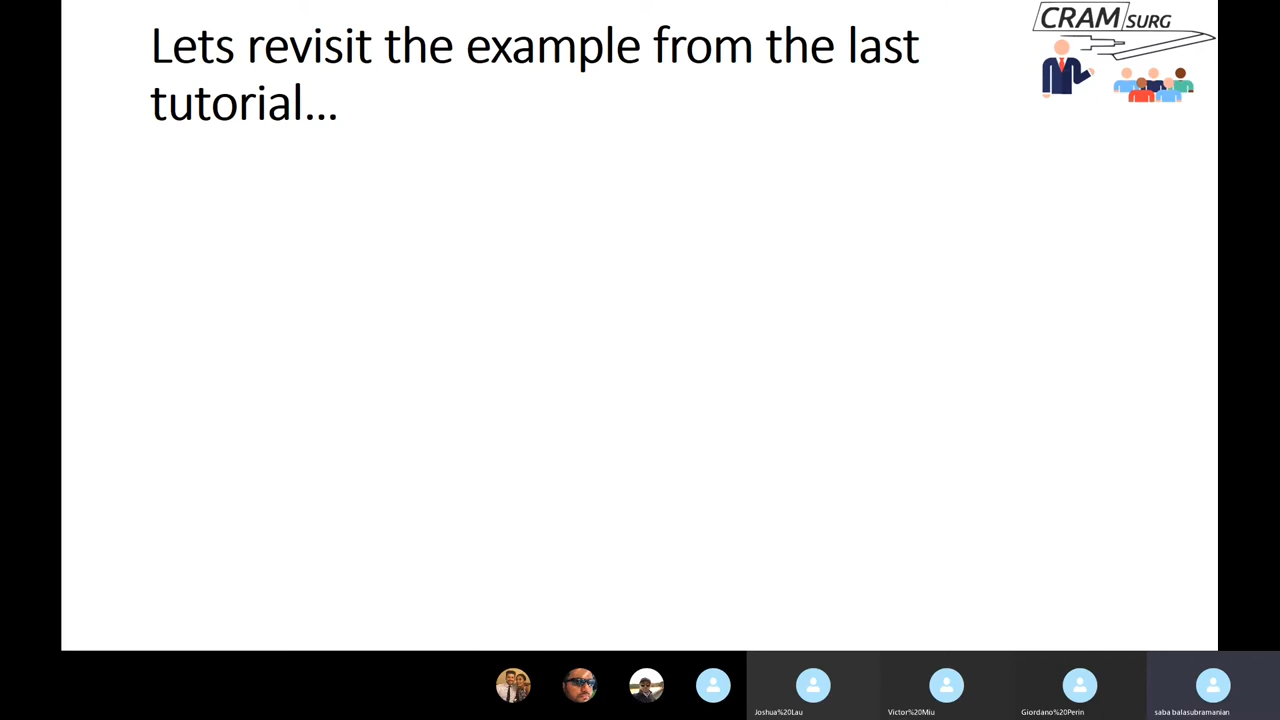 Lets revisit the example from the last
tutorial...
CRAM SURG
Joshua%20Lau
Victor%20Miu
Giordano%20Perin
saba balasubramanian